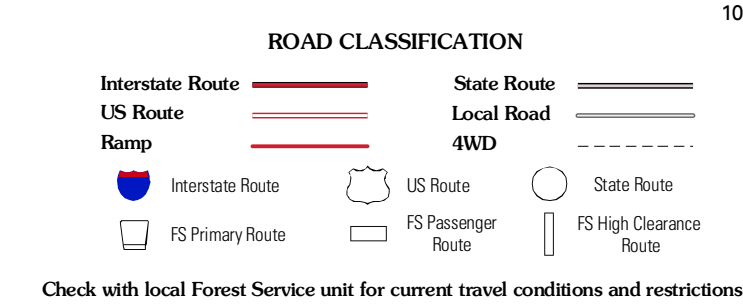 10
ROAD CLASSIFICATION
Interstate Route State Route
US Route Local Road
Ramp 4WD
Interstate Route US Route State Route
FS Primary Route FS Passenger Route FS High Clearance Route
Check with local Forest Service unit for current travel conditions and restrictions